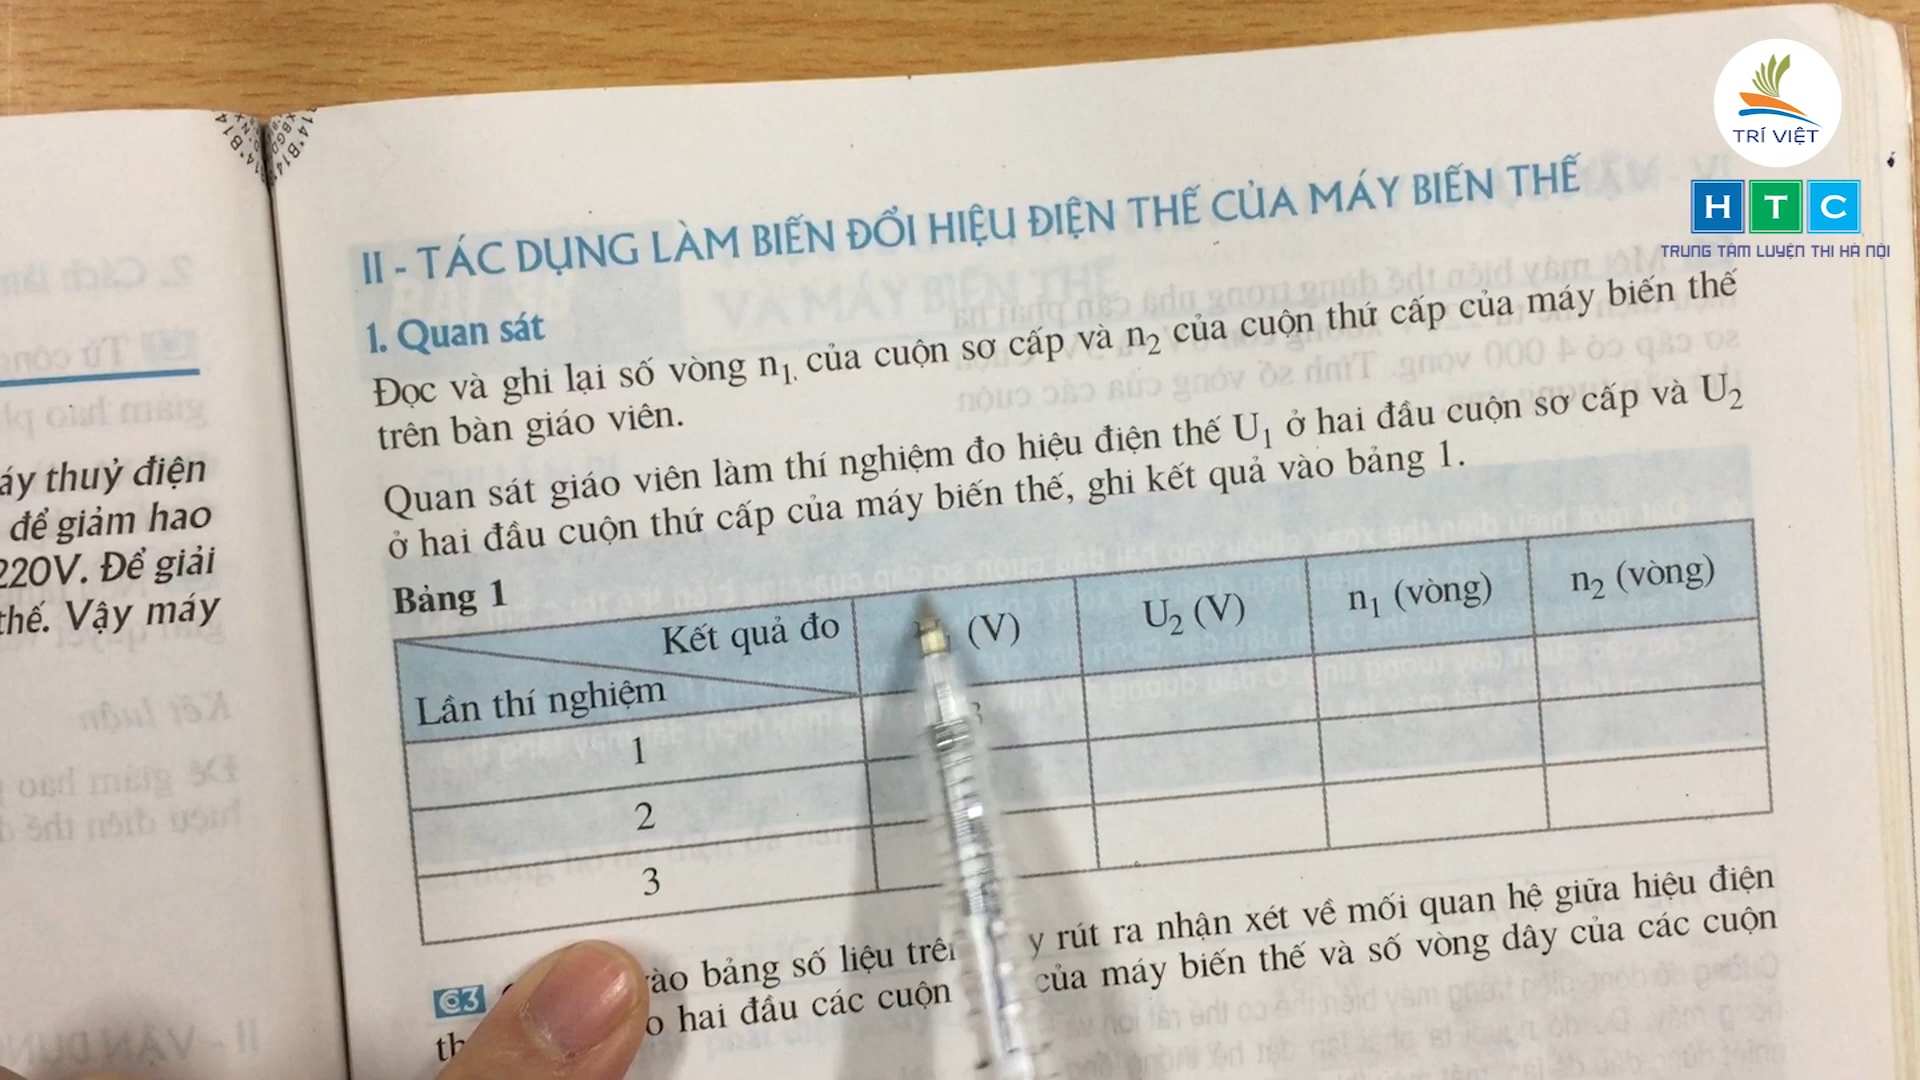 TRÍ VIỆT
HTC
TRUNG TÂM LUYỆN THI HÀ NỘI
áy thuỷ điện
để giảm hao
220V. Để giải
thế. Vậy máy
II - TÁC DỤNG LÀM BIẾN ĐỔI HIỆU ĐIỆN THẾ CỦA MÁY BIẾN THẾ
1. Quan sát
Đọc và ghi lại số vòng n₁ của cuộn sơ cấp và n₂ của cuộn thứ cấp của máy biến thế
trên bàn giáo viên.
Quan sát giáo viên làm thí nghiệm đo hiệu điện thế U₁ ở hai đầu cuộn sơ cấp và U₂
ở hai đầu cuộn thứ cấp của máy biến thế, ghi kết quả vào bảng 1.
Bảng 1
Kết quả đo (V) U₂ (V) n₁ (vòng) n₂ (vòng)
Lần thí nghiệm
1 3
2
3
C3 vào bảng số liệu trên y rút ra nhận xét về mối quan hệ giữa hiệu điện
hai đầu các cuộn của máy biến thế và số vòng dây của các cuộn